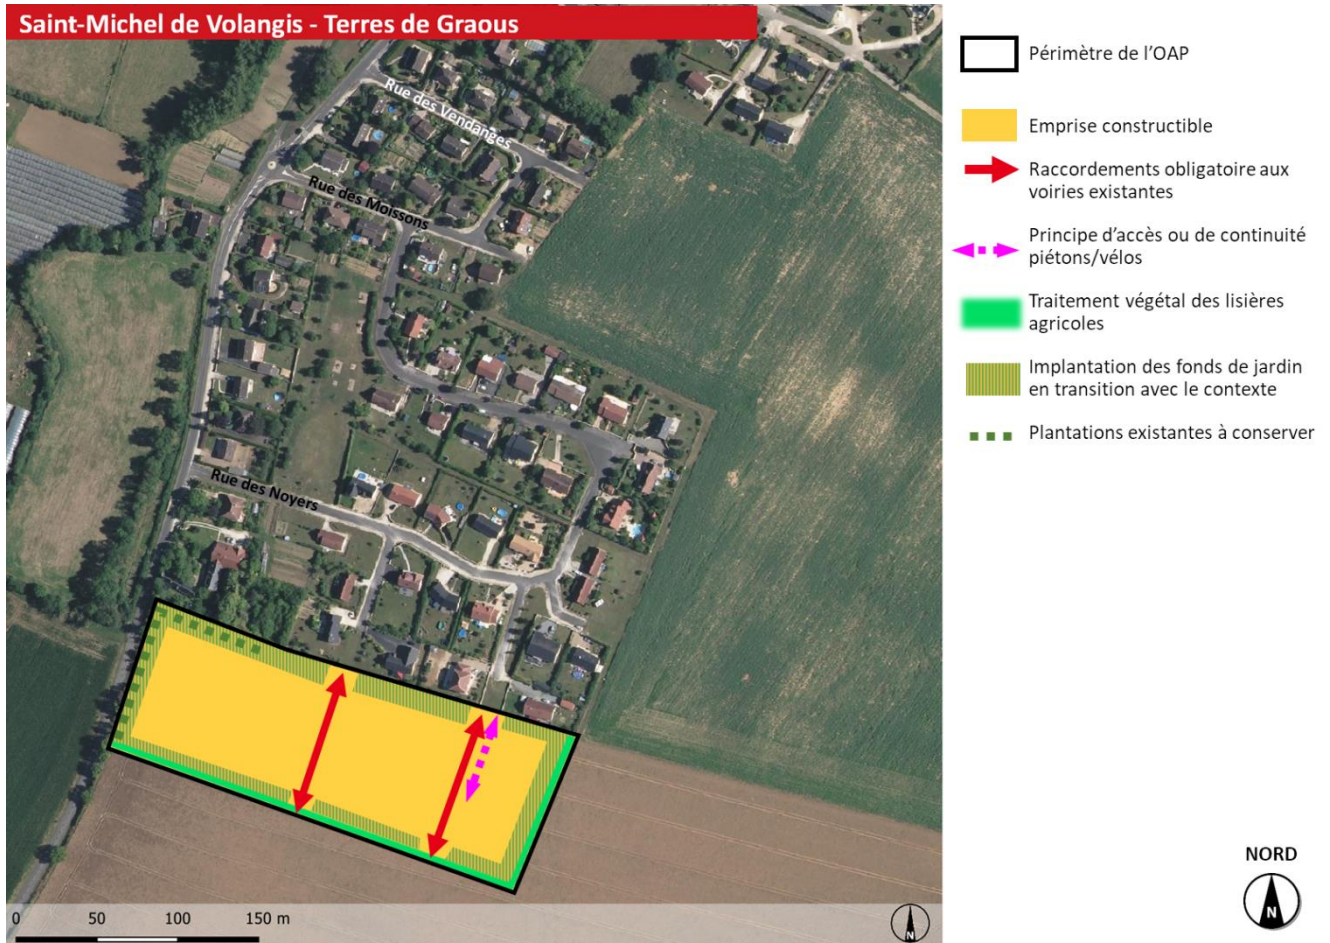 Saint-Michel de Volangis - Terres de Graous
Rue des Vendanges
Rue des Moissons
Rue des Noyers
0 50 100 150 m
N
Périmètre de l'OAP
Emprise constructible
Raccordements obligatoire aux
voiries existantes
Principe d'accès ou de continuité
piétons/vélos
Traitement végétal des lisières
agricoles
Implantation des fonds de jardin
en transition avec le contexte
Plantations existantes à conserver
NORD
N